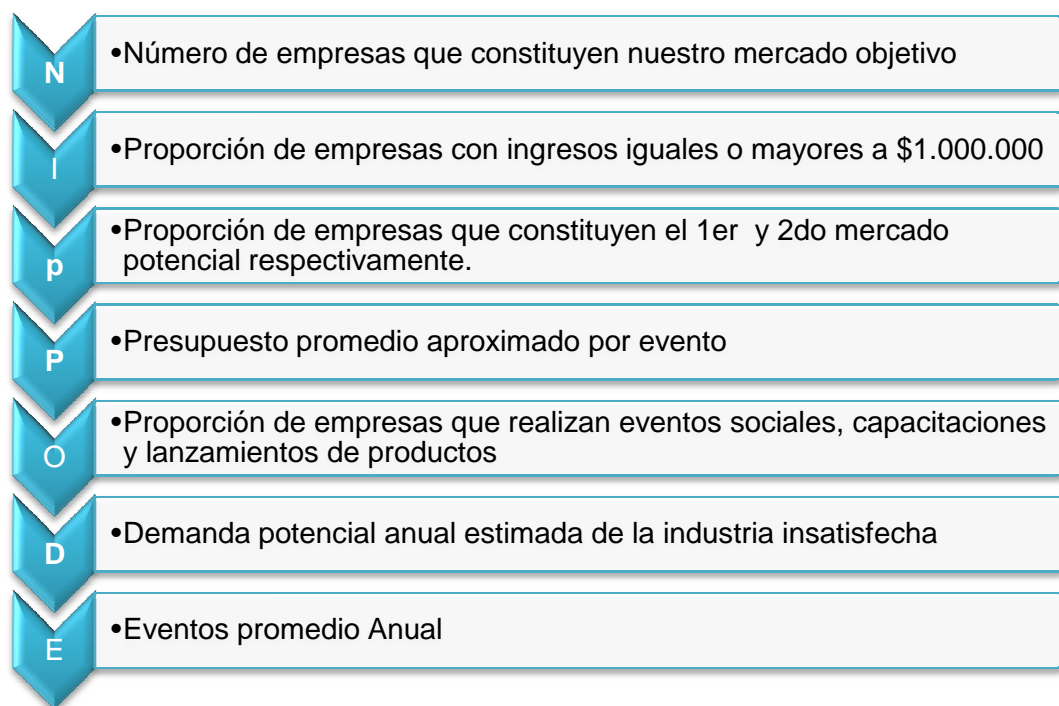 N
•Número de empresas que constituyen nuestro mercado objetivo
I
•Proporción de empresas con ingresos iguales o mayores a $1.000.000
p
•Proporción de empresas que constituyen el 1er y 2do mercado
potencial respectivamente.
P
•Presupuesto promedio aproximado por evento
O
•Proporción de empresas que realizan eventos sociales, capacitaciones
y lanzamientos de productos
D
•Demanda potencial anual estimada de la industria insatisfecha
E
•Eventos promedio Anual